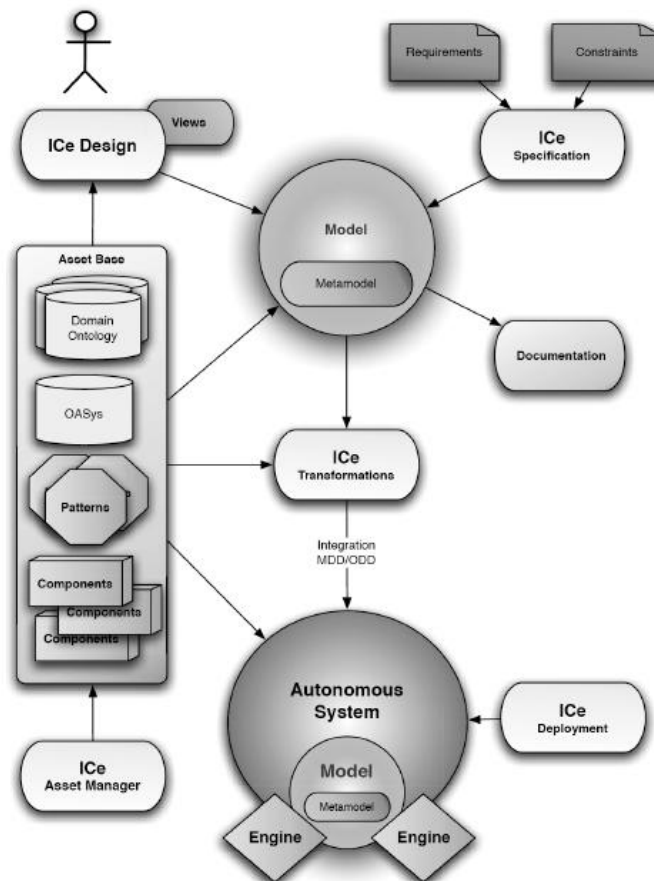 Requirements
Constraints
Views
ICe Design
ICe
Specification
Model
Metamodel
Asset Base
Domain
Ontology
Documentation
OASys
ICe
Transformations
Patterns
Integration
MDD/ODD
Components
Components
Components
Autonomous
System
ICe
Deployment
ICe
Asset Manager
Model
Metamodel
Engine
Engine